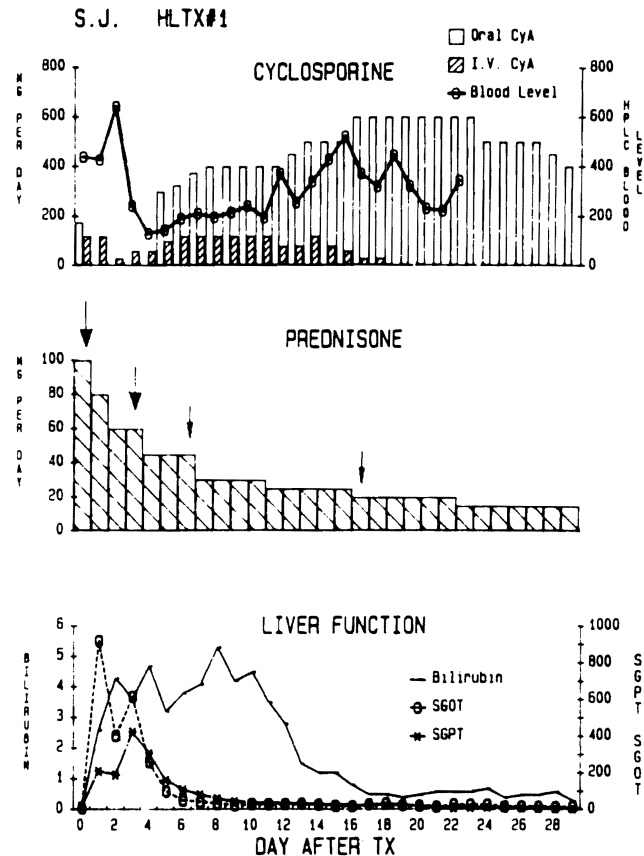 S.J. HLTX#1
Oral CyA
I.V. CyA
Blood Level
CYCLOSPORINE
MG PER DAY
800
600
400
200
0
800
600
400
200
0
HPLC BLOOD LEVEL
PREDNISONE
MG PER DAY
100
80
60
40
20
0
LIVER FUNCTION
BILIRUBIN
6
5
4
3
2
1
0
1000
800
600
400
200
0
SGPT SGOT
Bilirubin
SGOT
SGPT
0 2 4 6 8 10 12 14 16 18 20 22 24 26 28
DAY AFTER TX